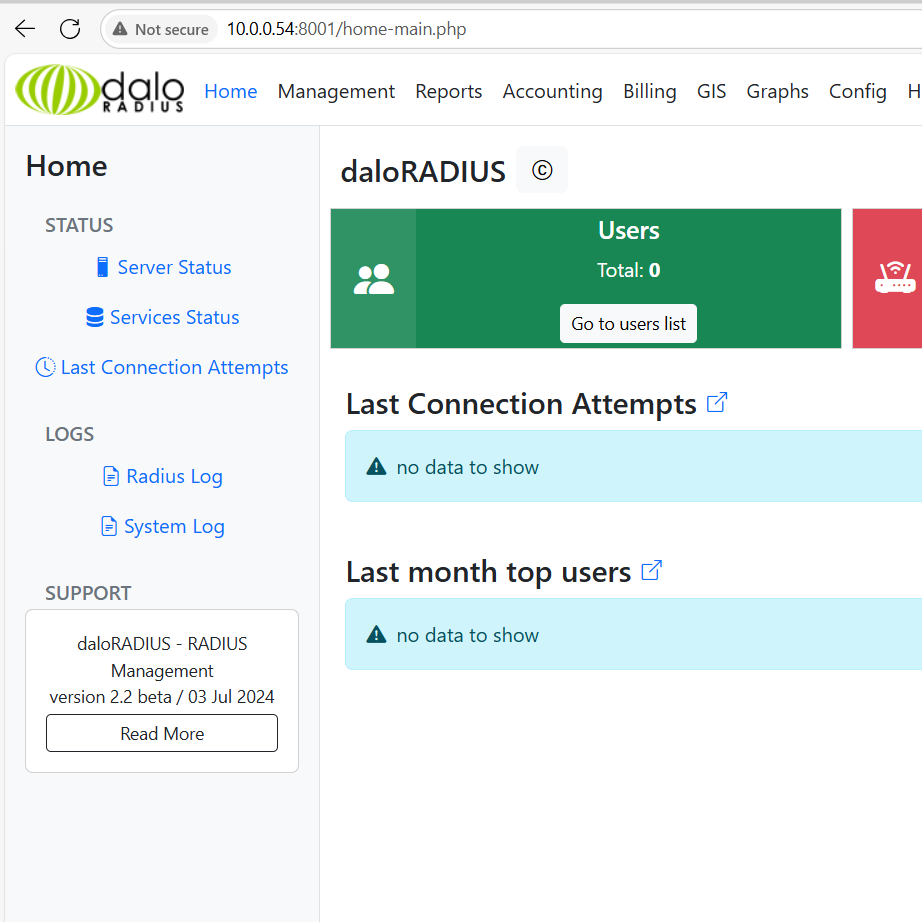 Not secure 10.0.0.54:8001/home-main.php
dalo
RADIUS
Home Management Reports Accounting Billing GIS Graphs Config H
Home
STATUS
Server Status
Services Status
Last Connection Attempts
LOGS
Radius Log
System Log
SUPPORT
daloRADIUS - RADIUS
Management
version 2.2 beta / 03 Jul 2024
Read More
daloRADIUS ©
Users
Total: 0
Go to users list
Last Connection Attempts
no data to show
Last month top users
no data to show